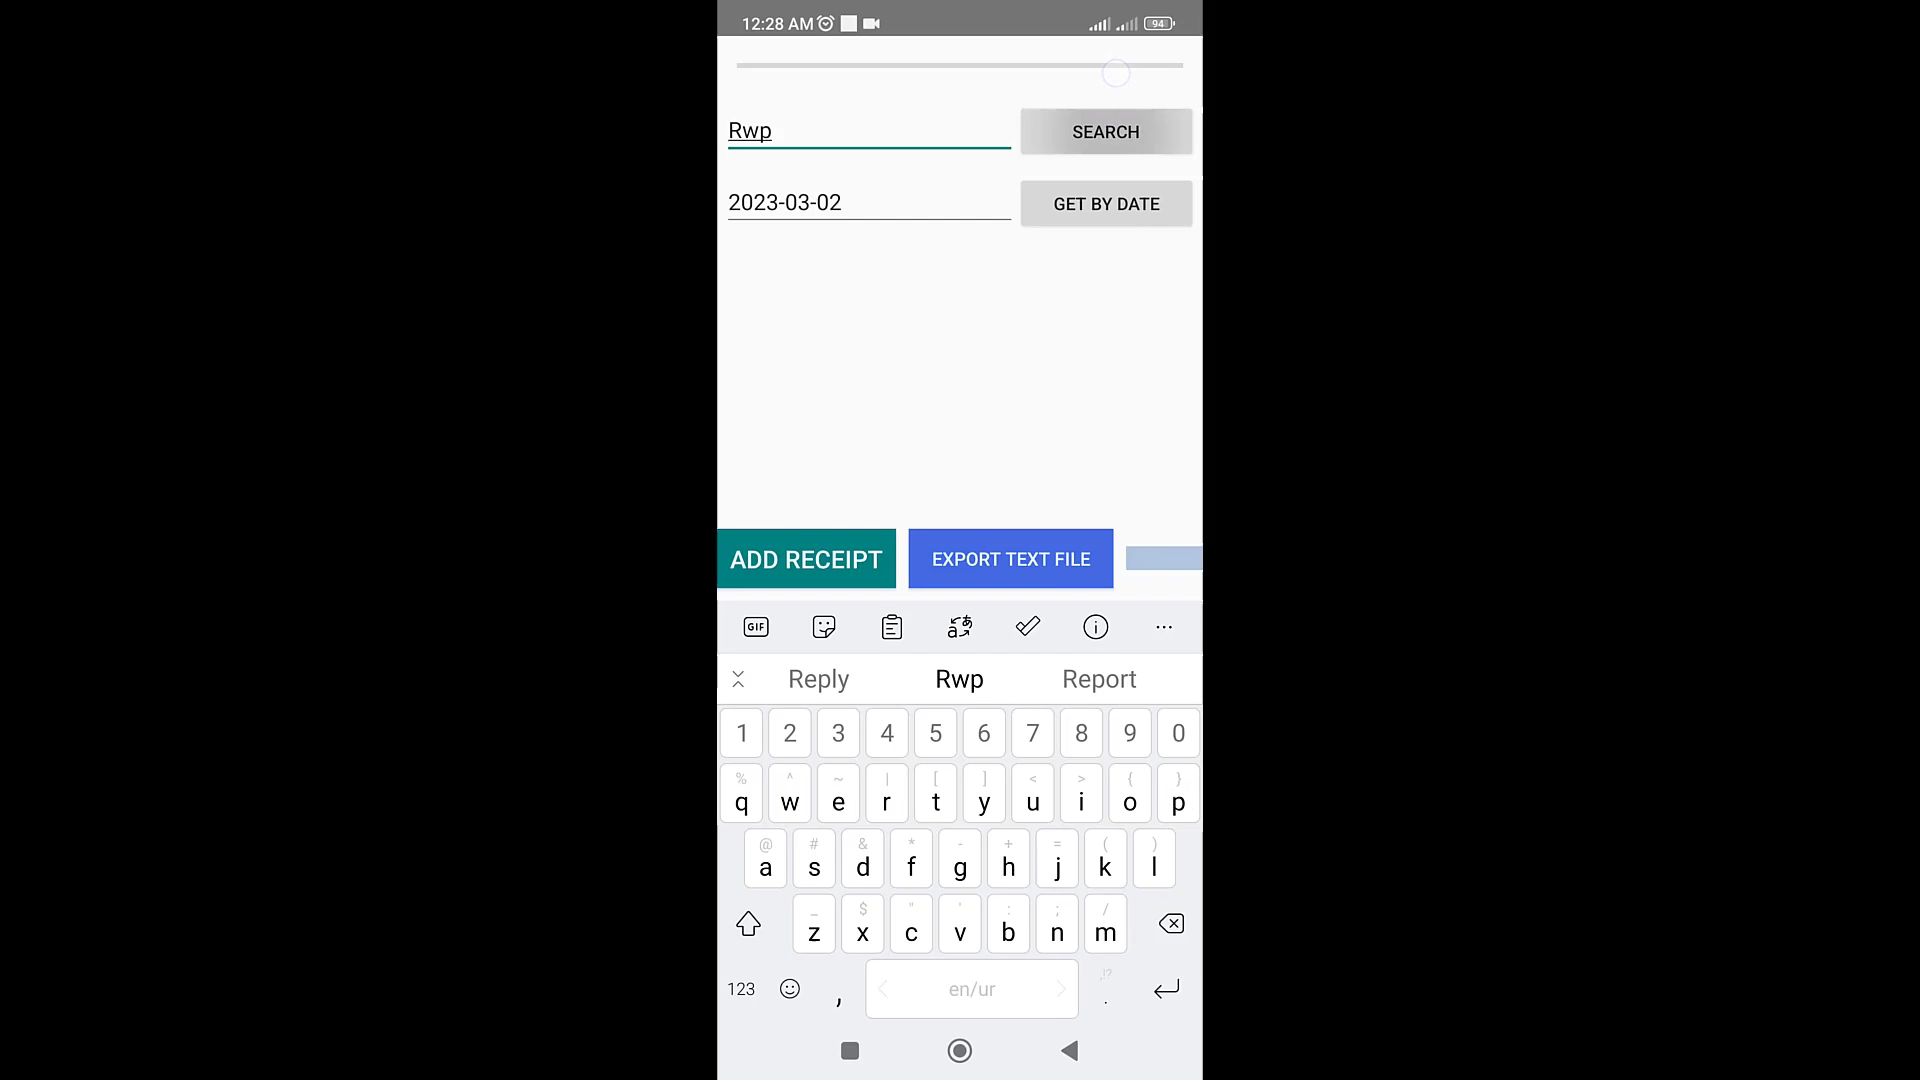 12:28 AM 94
Rwp SEARCH
2023-03-02 GET BY DATE
ADD RECEIPT EXPORT TEXT FILE
GIF
Reply Rwp Report
1 2 3 4 5 6 7 8 9 0
% ^ ~ | [ ] < > { }
q w e r t y u i o p
@ # & * - + = ( )
a s d f g h j k l
_ $ " ' : ; /
z x c v b n m
123 , en/ur ,!? .